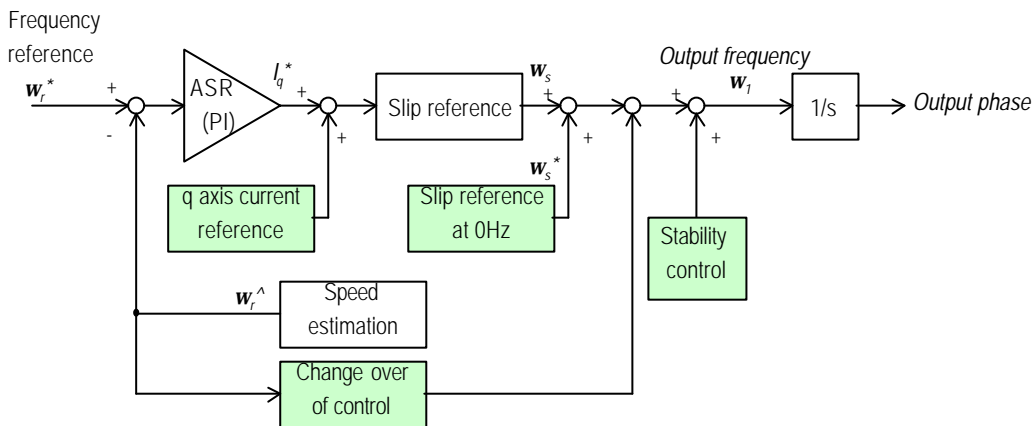 Frequency
reference
w_r^*
+
-
ASR
(PI)
I_q^*
+
+
Slip reference
w_s
+
+
w_s^*
+
+
Output frequency
w_1
1/s
Output phase
q axis current
reference
Slip reference
at 0Hz
Stability
control
w_r^
Speed
estimation
Change over
of control